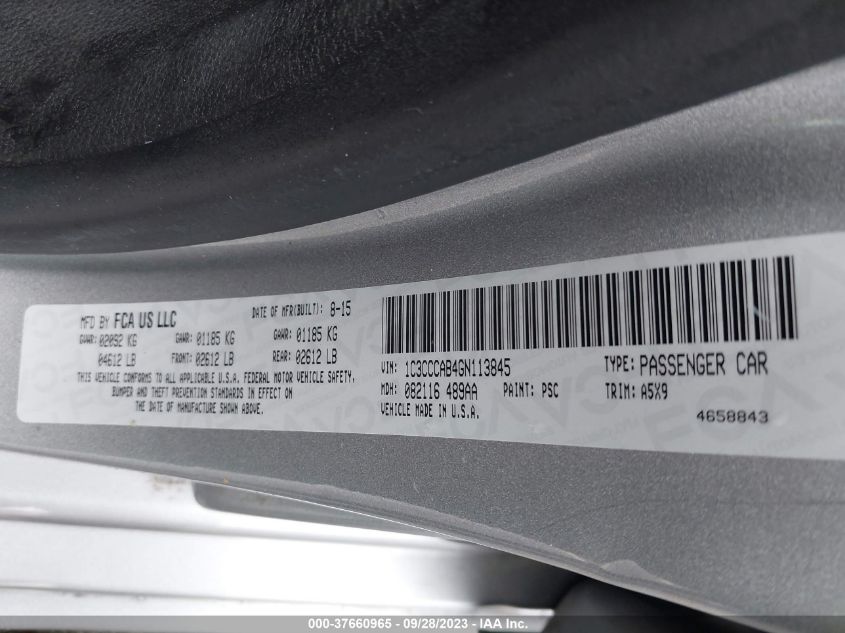 MFD BY FCA US LLC
DATE OF MFR(BUILT): 8-15
GVWR: 02092 KG
GAWR: 01185 KG
GAWR: 01185 KG
04612 LB
FRONT: 02612 LB
REAR: 02612 LB
THIS VEHICLE CONFORMS TO ALL APPLICABLE U.S.A. FEDERAL MOTOR VEHICLE SAFETY,
BUMPER AND THEFT PREVENTION STANDARDS IN EFFECT ON
THE DATE OF MANUFACTURE SHOWN ABOVE.
VIN: 1C3CCCAB4GN113845
TYPE: PASSENGER CAR
MDH: 082116 489AA
PAINT: PSC
TRIM: A5X9
VEHICLE MADE IN U.S.A.
4658843
000-37660965 - 09/28/2023 - IAA Inc.